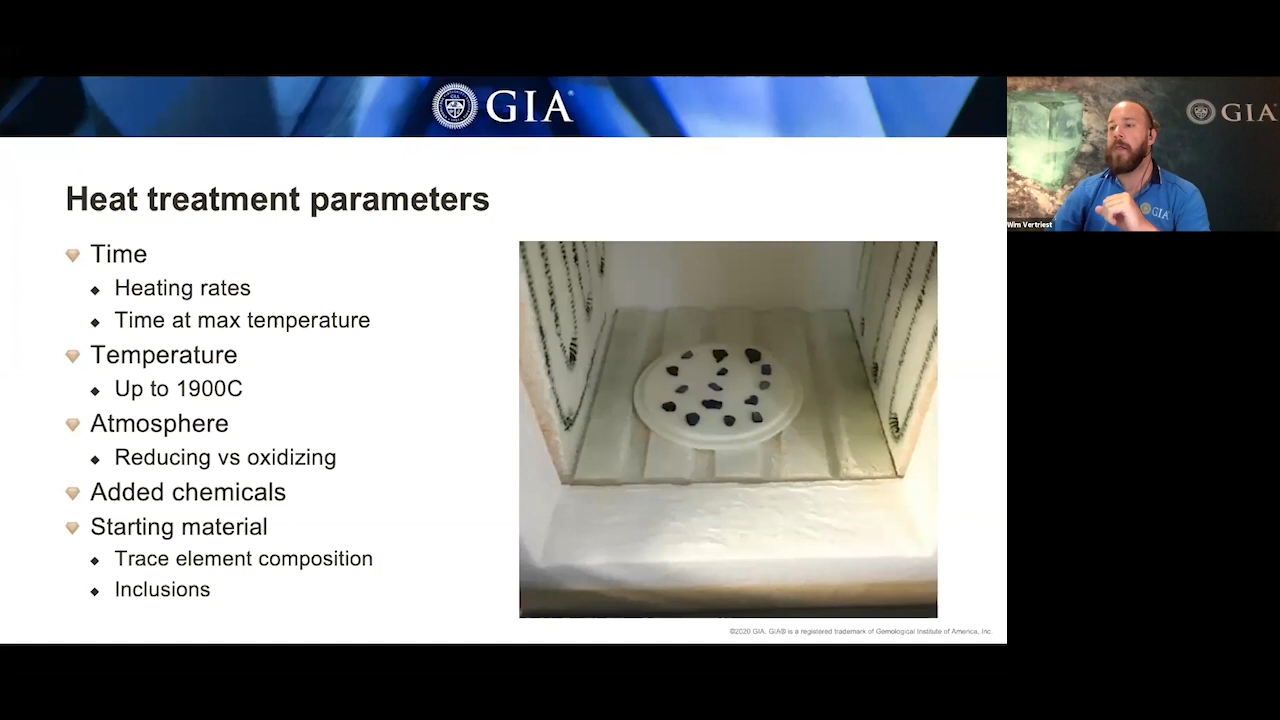 GIA®
Heat treatment parameters
Time
Heating rates
Time at max temperature
Temperature
Up to 1900C
Atmosphere
Reducing vs oxidizing
Added chemicals
Starting material
Trace element composition
Inclusions
©2020 GIA. GIA® is a registered trademark of Gemological Institute of America, Inc
GIA
GIA
Wim Vertriest